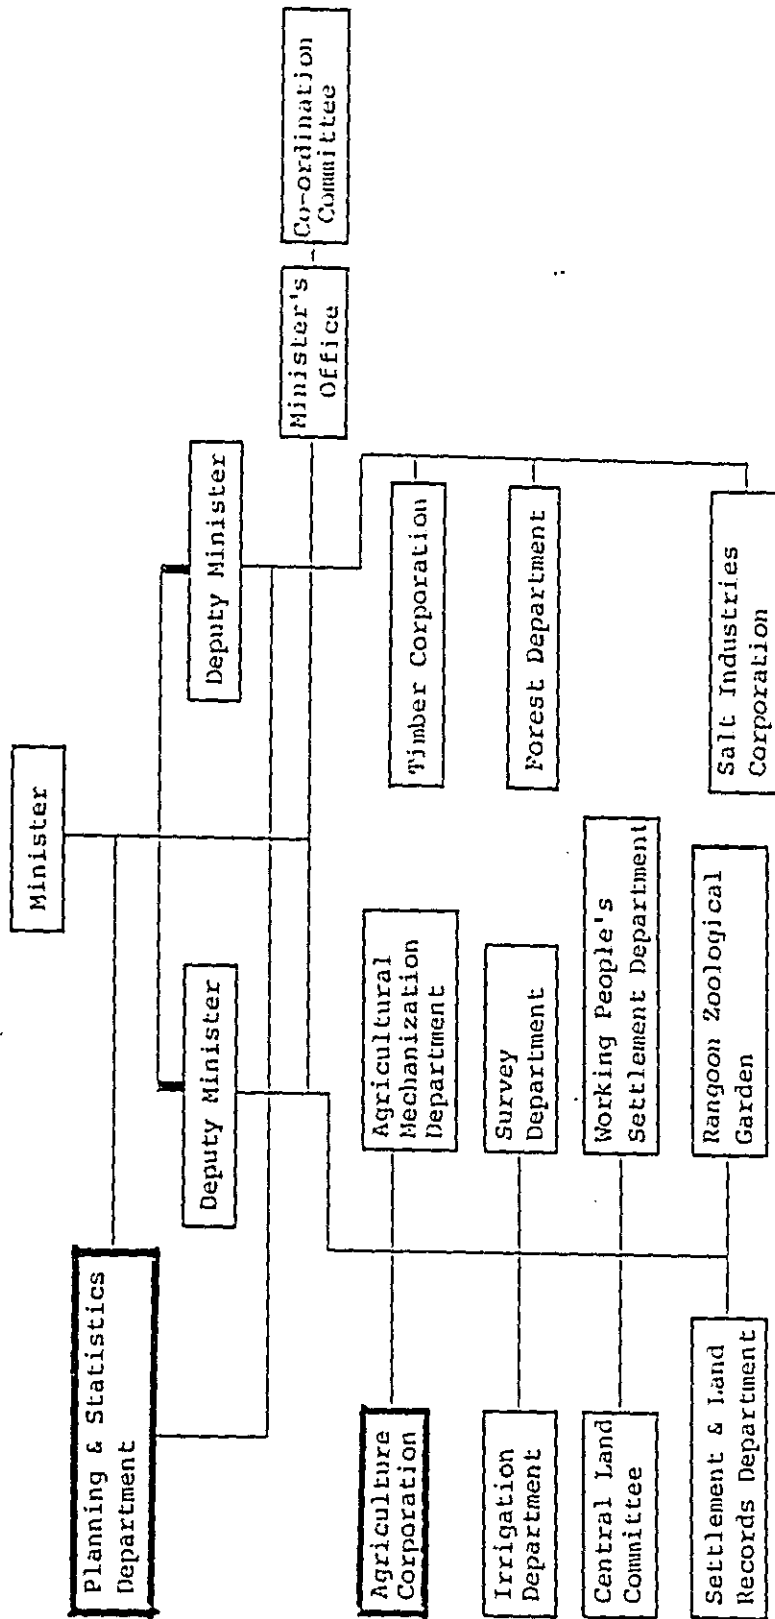 Minister
Planning & Statistics
Department
Deputy Minister
Deputy Minister
Minister's
Office
Co-ordination
Committee
Agriculture
Corporation
Agricultural
Mechanization
Department
Timber Corporation
Irrigation
Department
Survey
Department
Forest Department
Central Land
Committee
Working People's
Settlement Department
Settlement & Land
Records Department
Rangoon Zoological
Garden
Salt Industries
Corporation